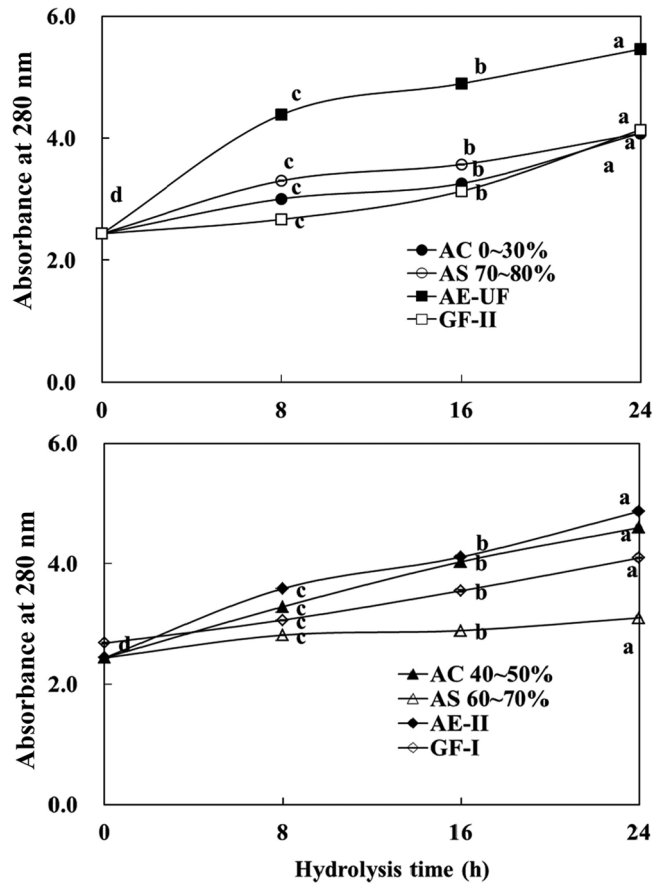 6.0
a
b
c
Absorbance at 280 nm
4.0
a
b
c
a
b
d
c
a
b
c
2.0
AC 0~30%
AS 70~80%
AE-UF
GF-II
0.0
0
8
16
24
6.0
a
b
a
Absorbance at 280 nm
4.0
b
c
a
c
b
d
c
b
c
a
2.0
AC 40~50%
AS 60~70%
AE-II
GF-I
0.0
0
8
16
24
Hydrolysis time (h)